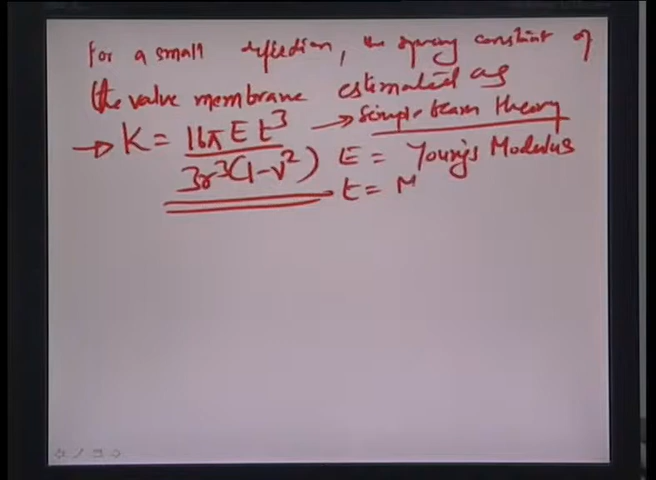 For a small deflection, the spring constant of
the valve membrane estimated as
→ K = 16π E t³ / 3r³(1-ν²) → Simple beam theory
E = Young's Modulus
t = M